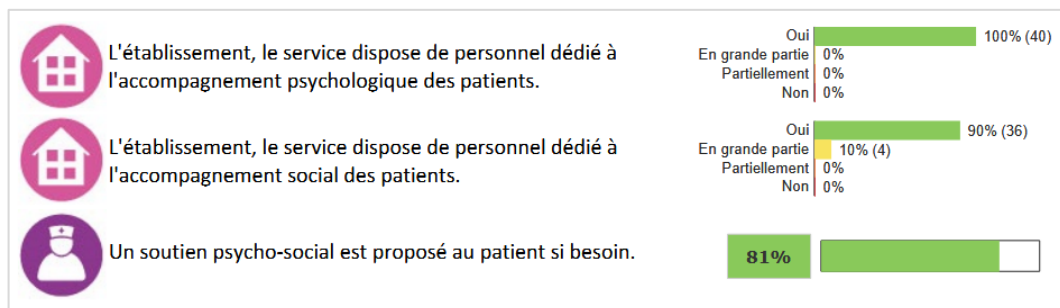 L'établissement, le service dispose de personnel dédié à
l'accompagnement psychologique des patients.
Oui 100% (40)
En grande partie 0%
Partiellement 0%
Non 0%
L'établissement, le service dispose de personnel dédié à
l'accompagnement social des patients.
Oui 90% (36)
En grande partie 10% (4)
Partiellement 0%
Non 0%
Un soutien psycho-social est proposé au patient si besoin.
81%